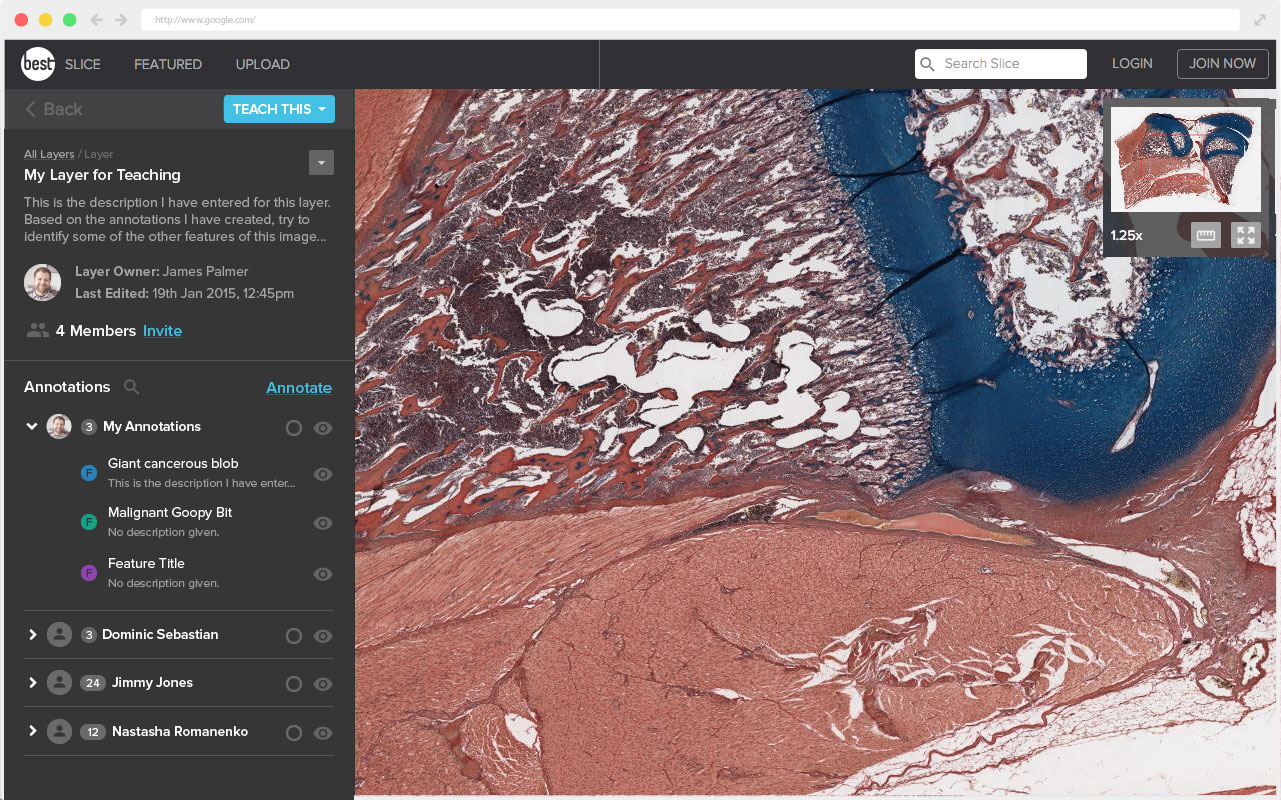 http://www.google.com/
best SLICE FEATURED UPLOAD Search Slice LOGIN JOIN NOW
Back TEACH THIS
All Layers / Layer
My Layer for Teaching
This is the description I have entered for this layer.
Based on the annotations I have created, try to
identify some of the other features of this image...
Layer Owner: James Palmer
Last Edited: 19th Jan 2015, 12:45pm
4 Members Invite
Annotations Annotate
3 My Annotations
F Giant cancerous blob
This is the description I have enter...
F Malignant Goopy Bit
No description given.
F Feature Title
No description given.
3 Dominic Sebastian
24 Jimmy Jones
12 Nastasha Romanenko
1.25x